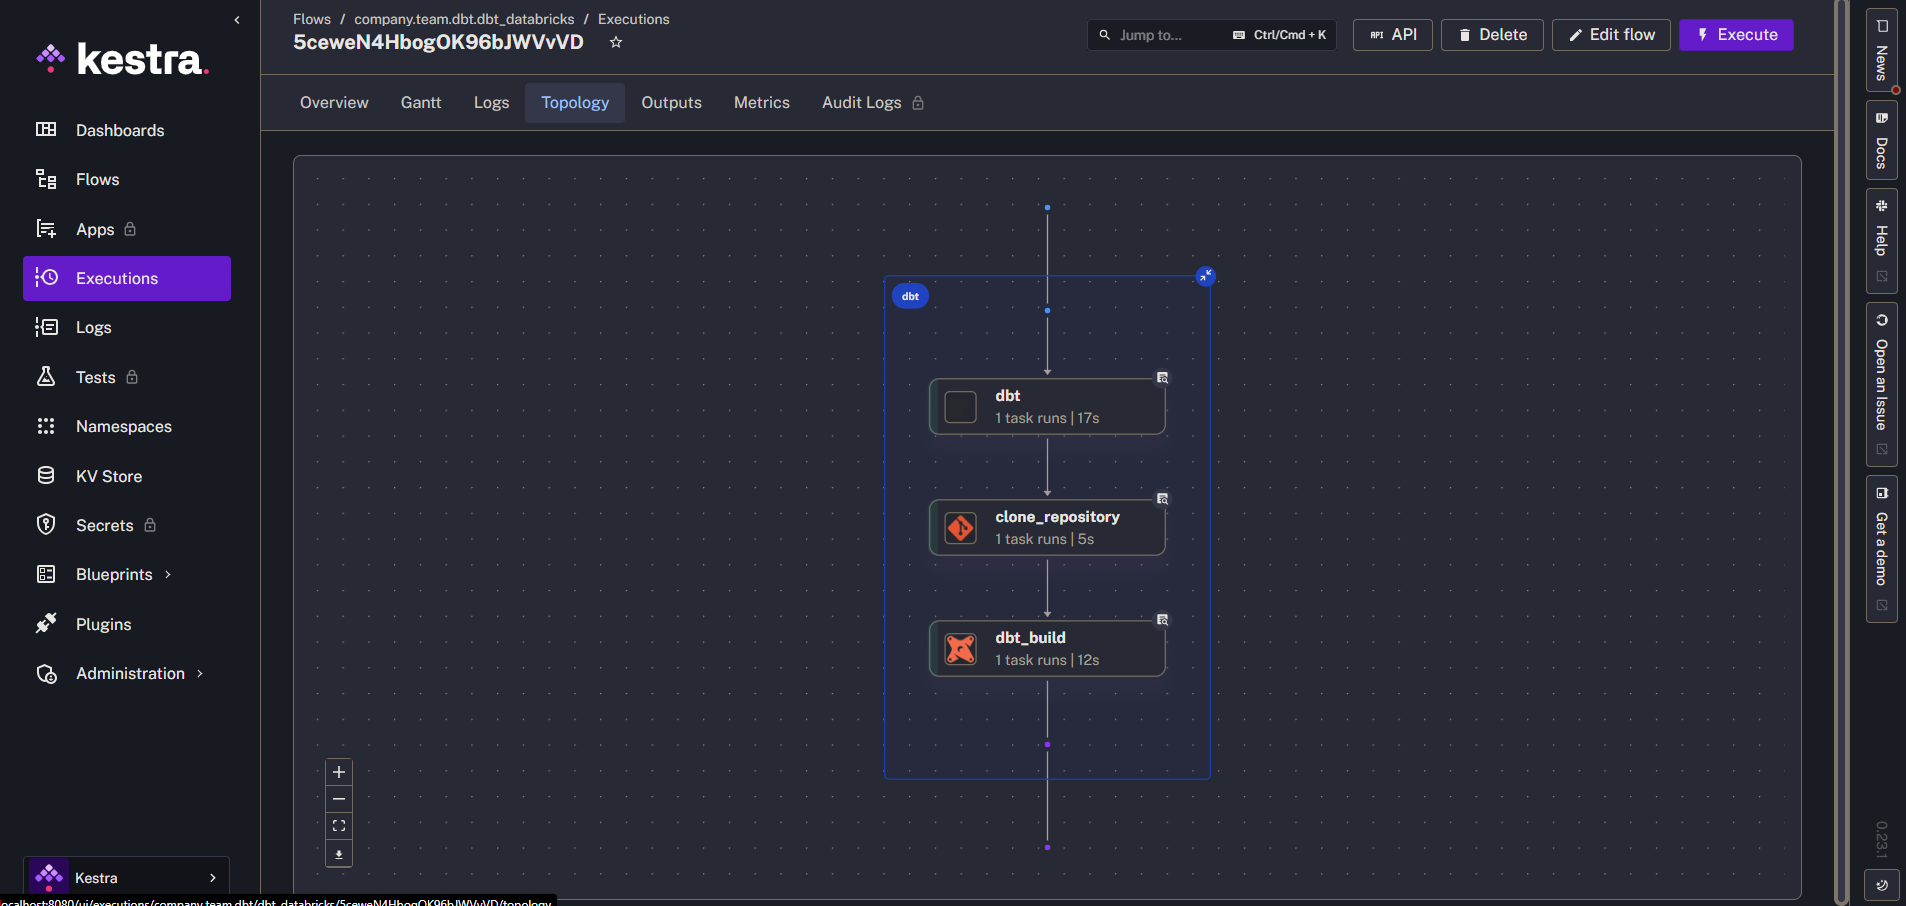 kestra.
Dashboards
Flows
Apps
Executions
Logs
Tests
Namespaces
KV Store
Secrets
Blueprints
Plugins
Administration
Kestra
Flows / company.team.dbt.dbt_databricks / Executions
5ceweN4HbogOK96bJWVvVD
Jump to... Ctrl/Cmd + K
API API
Delete
Edit flow
Execute
Overview Gantt Logs Topology Outputs Metrics Audit Logs
dbt
dbt
1 task runs | 17s
clone_repository
1 task runs | 5s
dbt_build
1 task runs | 12s
News
Docs
Help
Open an Issue
Get a demo
0.23.1
ocalhost:8080/ui/executions/company.team.dbt/dbt_databricks/5ceweN4HbogOK96bJWVvVD/topology